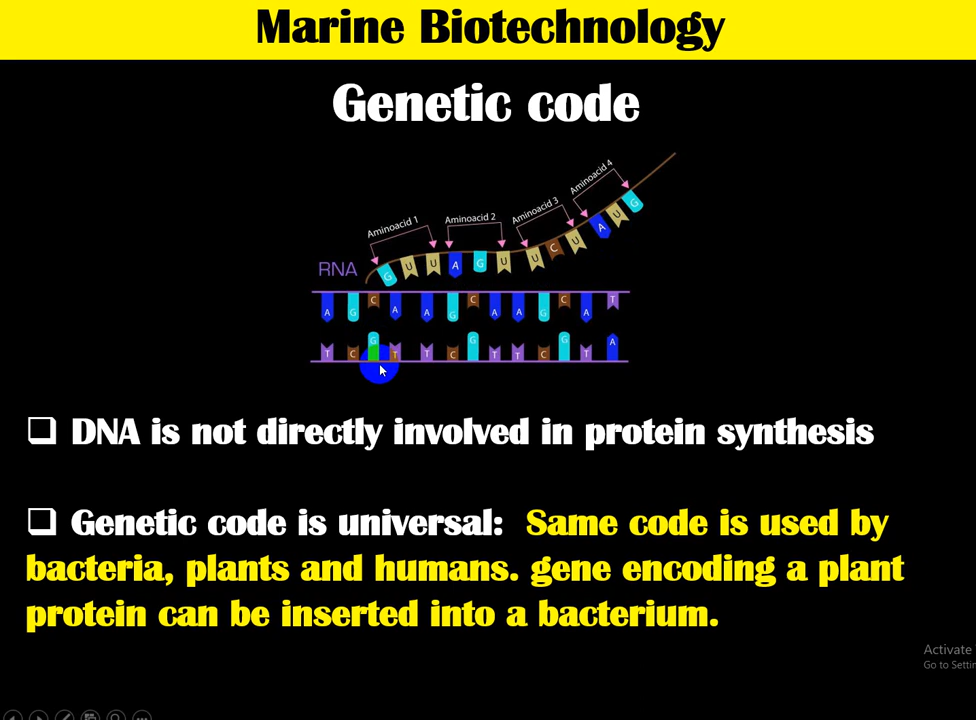 Marine Biotechnology
Genetic code
Aminoacid 1 Aminoacid 2 Aminoacid 3 Aminoacid 4
RNA G U U A G U U C U A U G
A G C A A G C A A G C A T
T C G T T C G T T C G T A
❑ DNA is not directly involved in protein synthesis
❑ Genetic code is universal: Same code is used by
bacteria, plants and humans. gene encoding a plant
protein can be inserted into a bacterium.
Activate
Go to Settin